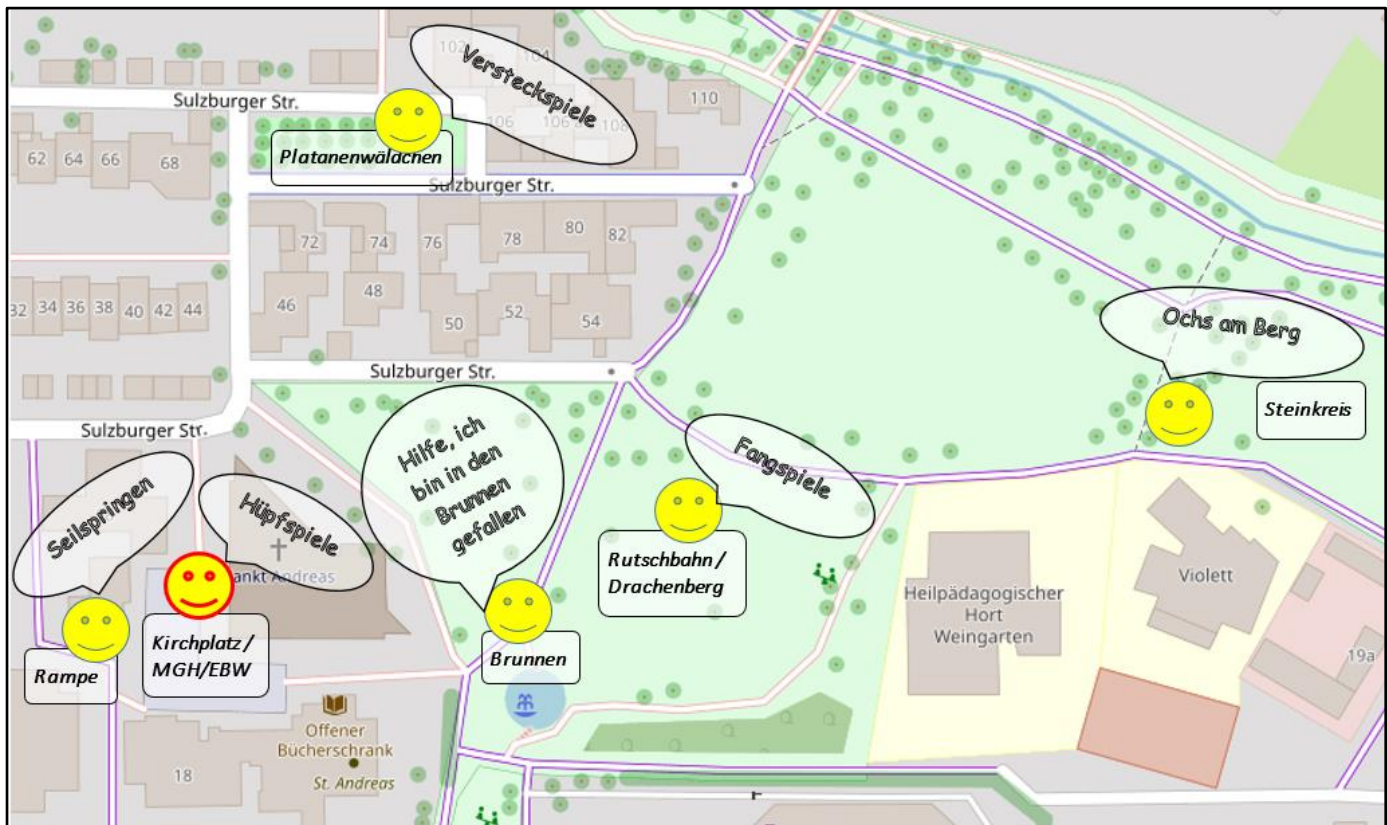 102
104
Versteckspiele
Sulzburger Str.
110
106
108
62
64
66
68
Platanenwälachen
Sulzburger Str.
72
74
76
78
80
82
32
34
36
38
40
42
44
46
48
50
52
54
Ochs am Berg
Steinkreis
Sulzburger Str.
Sulzburger Str.
Hilfe, ich
bin in den
Brunnen
gefallen
Fangspiele
Seilspringen
Hüpfspiele
ankt Andreas
Rutschbahn/
Drachenberg
Heilpädagogischer
Hort
Weingarten
Violett
19a
Rampe
Kirchplatz/
MGH/EBW
Brunnen
Offener
Bücherschrank
St. Andreas
18